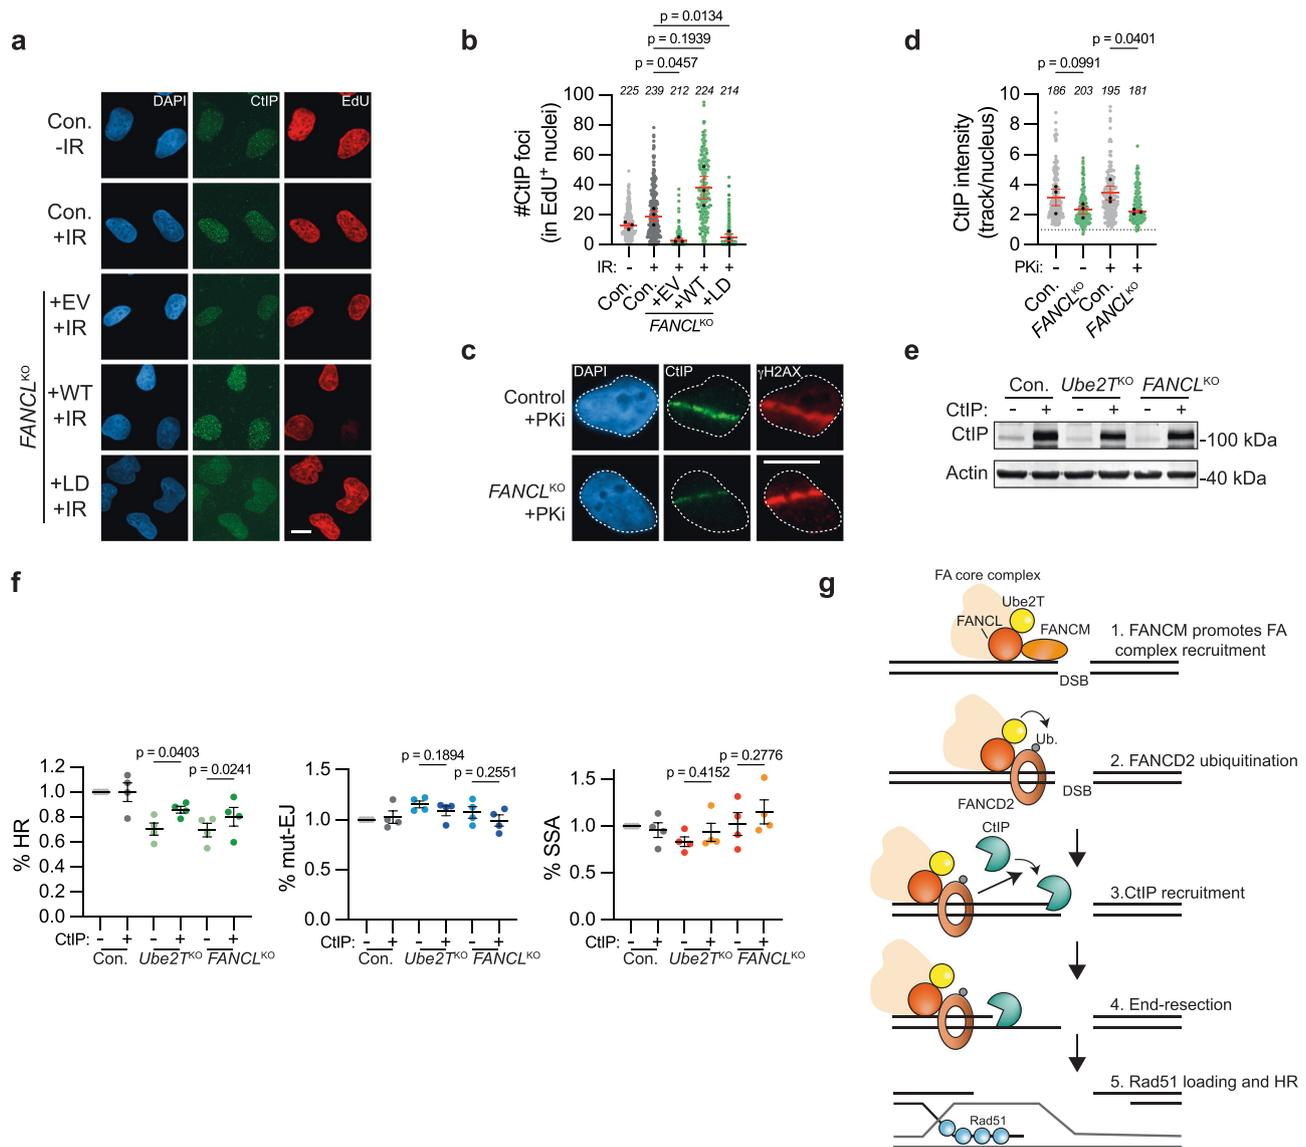 a
DAPI
CtIP
EdU
Con.
-IR
Con.
+IR
FANCLKO
+EV
+IR
+WT
+IR
+LD
+IR
b
p = 0.0134
p = 0.1939
p = 0.0457
225 239 212 224 214
#CtIP foci
(in EdU+ nuclei)
100
80
60
40
20
0
IR: - + + + +
Con. Con. +EV +WT +LD
FANCLKO
c
DAPI
CtIP
γH2AX
Control
+PKi
FANCLKO
+PKi
d
p = 0.0401
p = 0.0991
186 203 195 181
CtIP intensity
(track/nucleus)
10
8
6
4
2
0
PKi: - - + +
Con. FANCLKO Con. FANCLKO
e
Con. Ube2TKO FANCLKO
CtIP: - + - + - +
CtIP
-100 kDa
Actin
-40 kDa
f
p = 0.0403
p = 0.0241
% HR
1.2
1.0
0.8
0.6
0.4
0.2
0.0
CtIP: - + - + - +
Con. Ube2TKO FANCLKO
p = 0.1894
p = 0.2551
% mut-EJ
1.5
1.0
0.5
0.0
CtIP: - + - + - +
Con. Ube2TKO FANCLKO
p = 0.2776
p = 0.4152
% SSA
1.5
1.0
0.5
0.0
CtIP: - + - + - +
Con. Ube2TKO FANCLKO
g
FA core complex
Ube2T
FANCL
FANCM
DSB
1. FANCM promotes FA
complex recruitment
Ub.
FANCD2
DSB
2. FANCD2 ubiquitination
CtIP
3.CtIP recruitment
4. End-resection
5. Rad51 loading and HR
Rad51